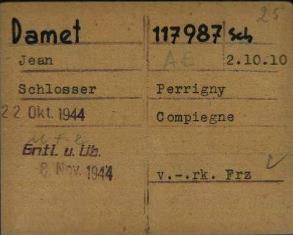 25
Damet 117987 Sch
Jean 2.10.10
Schlosser Perrigny
22 Okt. 1944 Compiegne
Entl. u. Üb.
8. Nov. 1944
v.-.rk. Frz